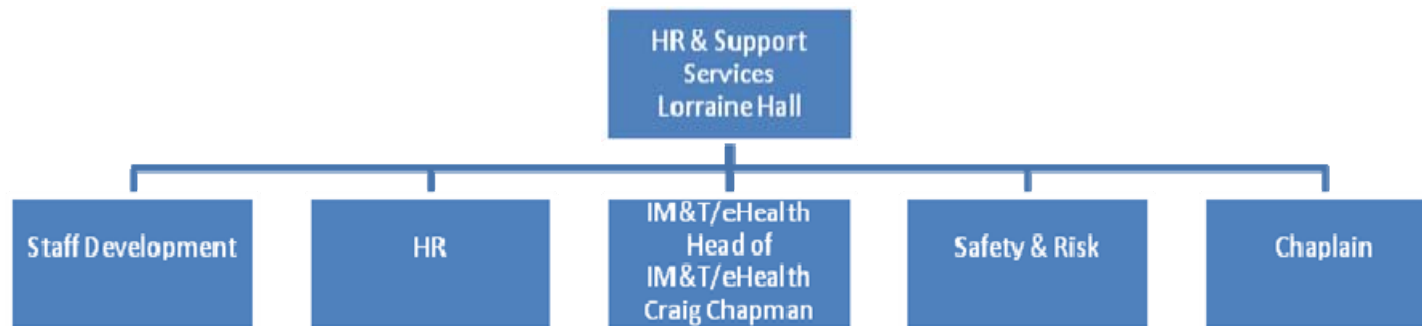 HR & Support
Services
Lorraine Hall
Staff Development
HR
IM&T/eHealth
Head of
IM&T/eHealth
Craig Chapman
Safety & Risk
Chaplain